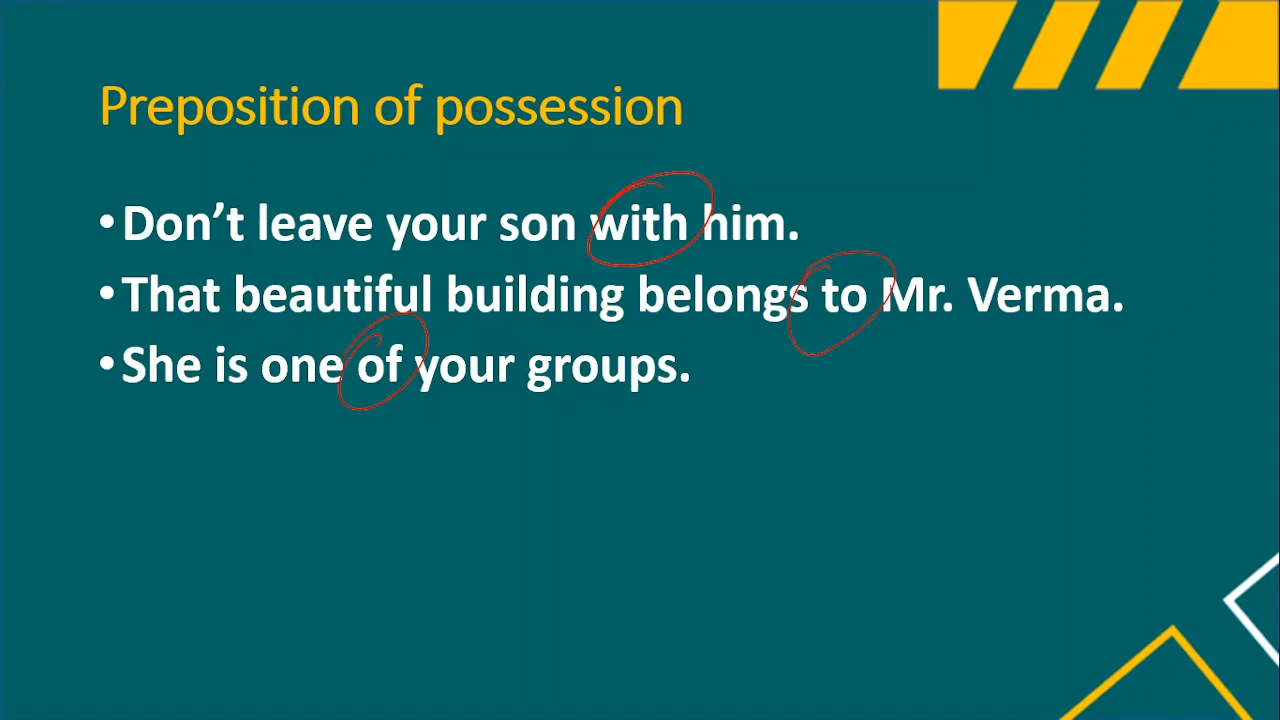 Preposition of possession
•Don’t leave your son with him.
•That beautiful building belongs to Mr. Verma.
•She is one of your groups.